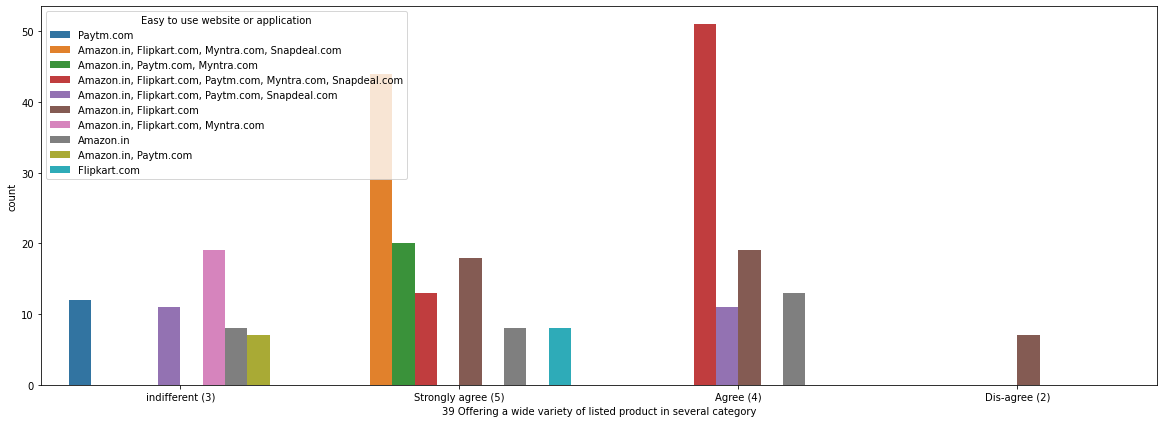 Easy to use website or application
Paytm.com
Amazon.in, Flipkart.com, Myntra.com, Snapdeal.com
Amazon.in, Paytm.com, Myntra.com
Amazon.in, Flipkart.com, Paytm.com, Myntra.com, Snapdeal.com
Amazon.in, Flipkart.com, Paytm.com, Snapdeal.com
Amazon.in, Flipkart.com
Amazon.in, Flipkart.com, Myntra.com
Amazon.in
Amazon.in, Paytm.com
Flipkart.com
50
40
30
20
10
0
count
indifferent (3)
Strongly agree (5)
Agree (4)
Dis-agree (2)
39 Offering a wide variety of listed product in several category